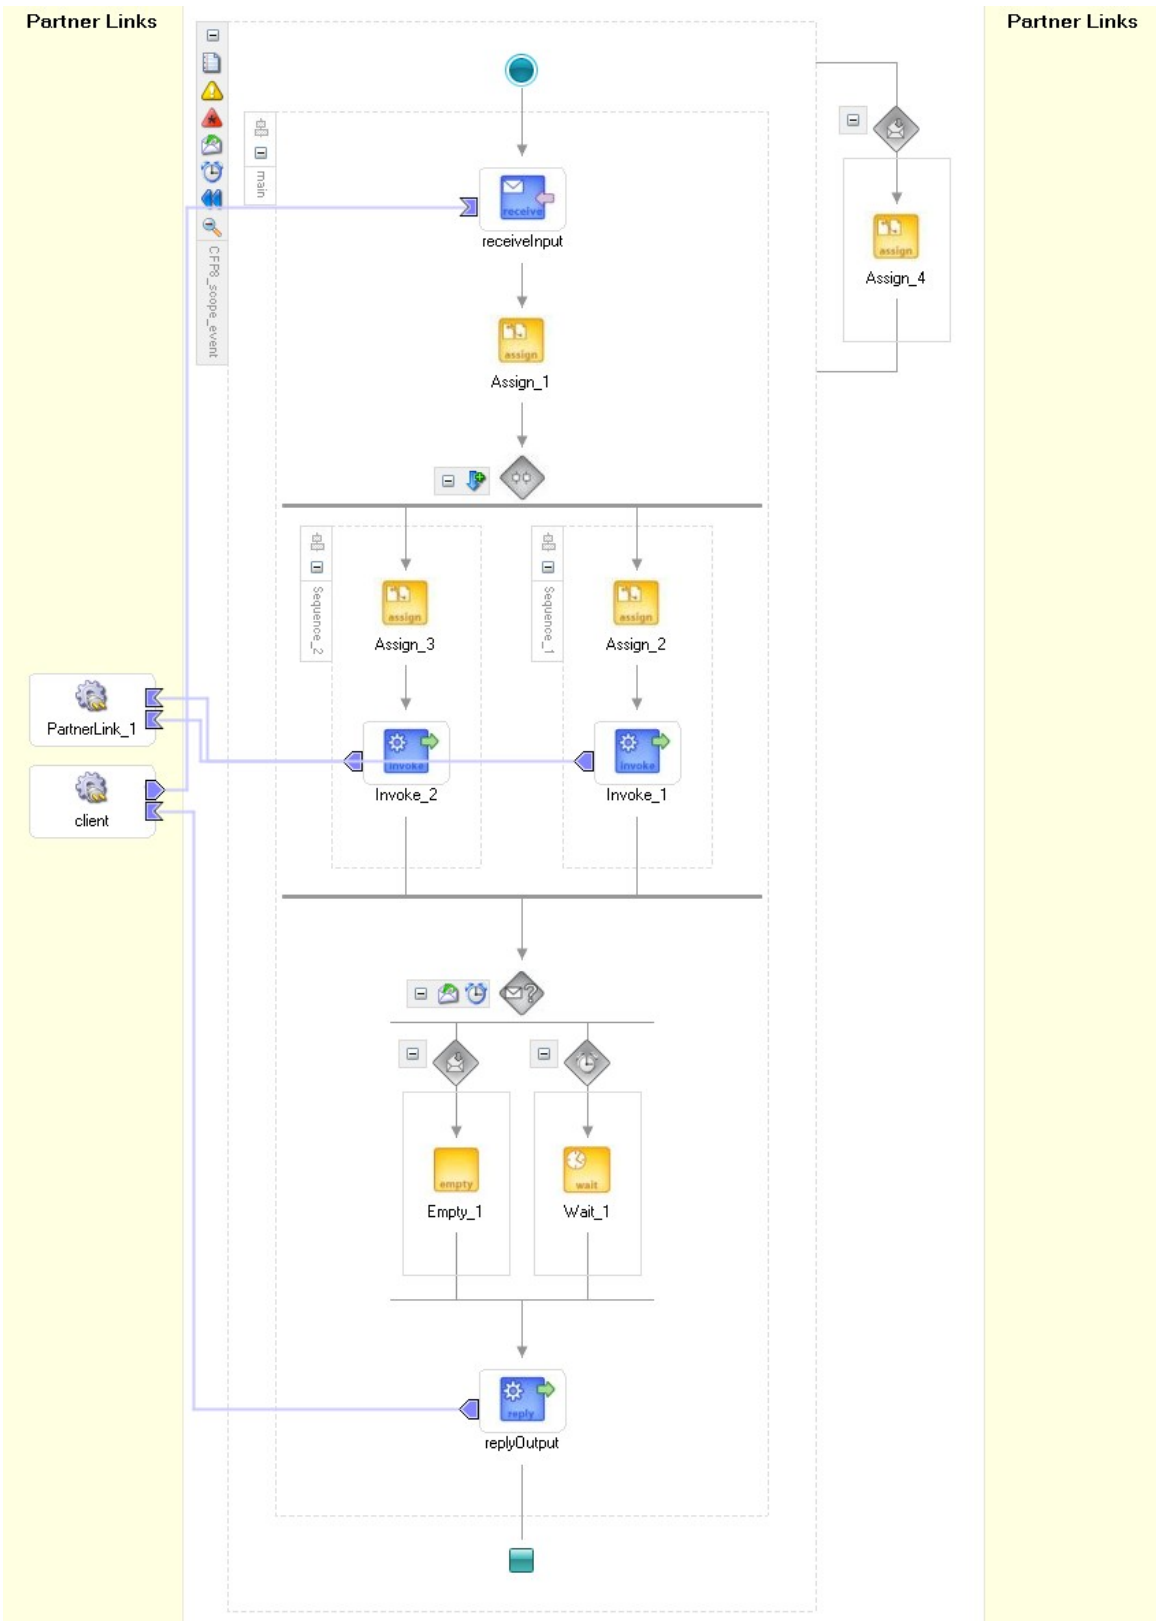 Partner Links
Partner Links
main
receive
receiveInput
CFP8_scope_event
assign
Assign_4
assign
Assign_1
Sequence_2
Sequence_1
assign
assign
Assign_3
Assign_2
PartnerLink_1
invoke
invoke
Invoke_2
Invoke_1
client
empty
wait
Empty_1
Wait_1
reply
replyOutput